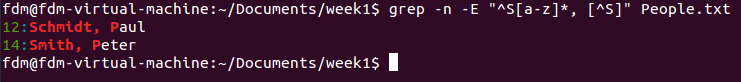 fdm@fdm-virtual-machine:~/Documents/week1$ grep -n -E "^S[a-z]*, [^S]" People.txt
12:Schmidt, Paul
14:Smith, Peter
fdm@fdm-virtual-machine:~/Documents/week1$